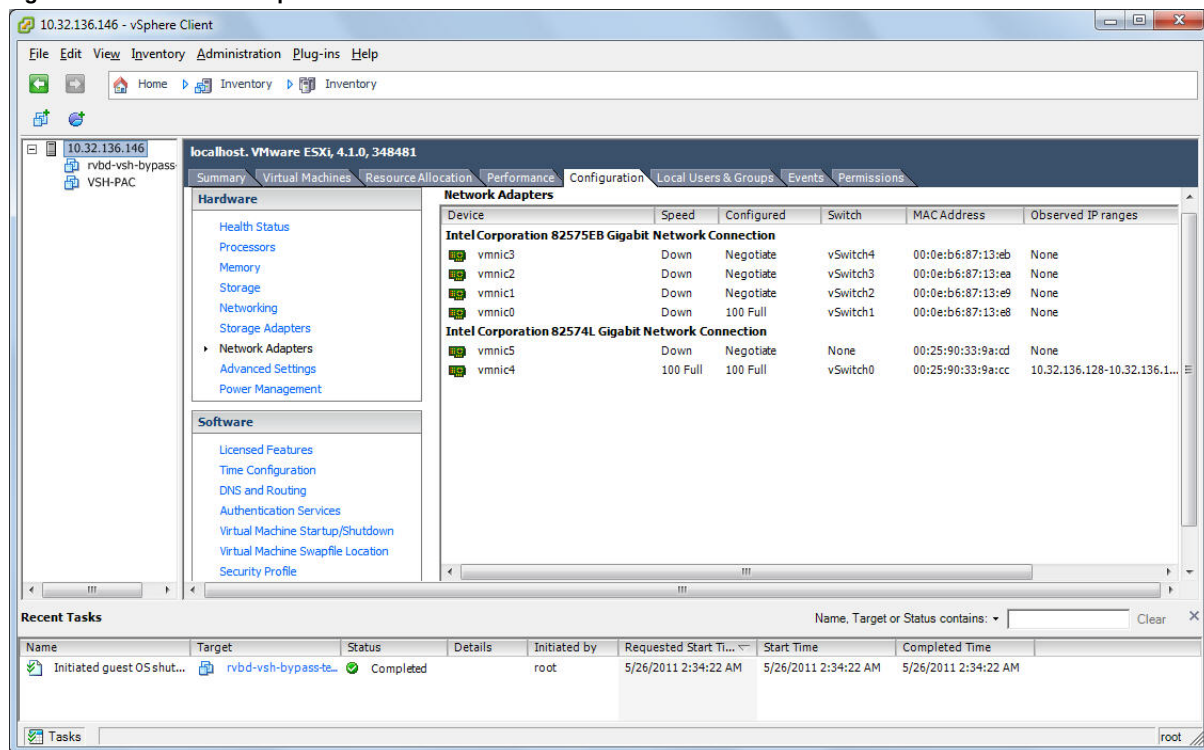 10.32.136.146 - vSphere Client
File Edit View Inventory Administration Plug-ins Help
Home Inventory Inventory
10.32.136.146
rvbd-vsh-bypass-
VSH-PAC
localhost. VMware ESXi, 4.1.0, 348481
Summary Virtual Machines Resource Allocation Performance Configuration Local Users & Groups Events Permissions
Hardware
Health Status
Processors
Memory
Storage
Networking
Storage Adapters
Network Adapters
Advanced Settings
Power Management
Software
Licensed Features
Time Configuration
DNS and Routing
Authentication Services
Virtual Machine Startup/Shutdown
Virtual Machine Swapfile Location
Security Profile
Network Adapters
Device Speed Configured Switch MAC Address Observed IP ranges
Intel Corporation 82575EB Gigabit Network Connection
vmnic3 Down Negotiate vSwitch4 00:0e:b6:87:13:eb None
vmnic2 Down Negotiate vSwitch3 00:0e:b6:87:13:ea None
vmnic1 Down Negotiate vSwitch2 00:0e:b6:87:13:e9 None
vmnic0 Down 100 Full vSwitch1 00:0e:b6:87:13:e8 None
Intel Corporation 82574L Gigabit Network Connection
vmnic5 Down Negotiate None 00:25:90:33:9a:cd None
vmnic4 100 Full 100 Full vSwitch0 00:25:90:33:9a:cc 10.32.136.128-10.32.136.1...
Recent Tasks
Name, Target or Status contains: Clear
Name Target Status Details Initiated by Requested Start Ti... Start Time Completed Time
Initiated guest OS shut... rvbd-vsh-bypass-te... Completed root 5/26/2011 2:34:22 AM 5/26/2011 2:34:22 AM 5/26/2011 2:34:22 AM
Tasks root